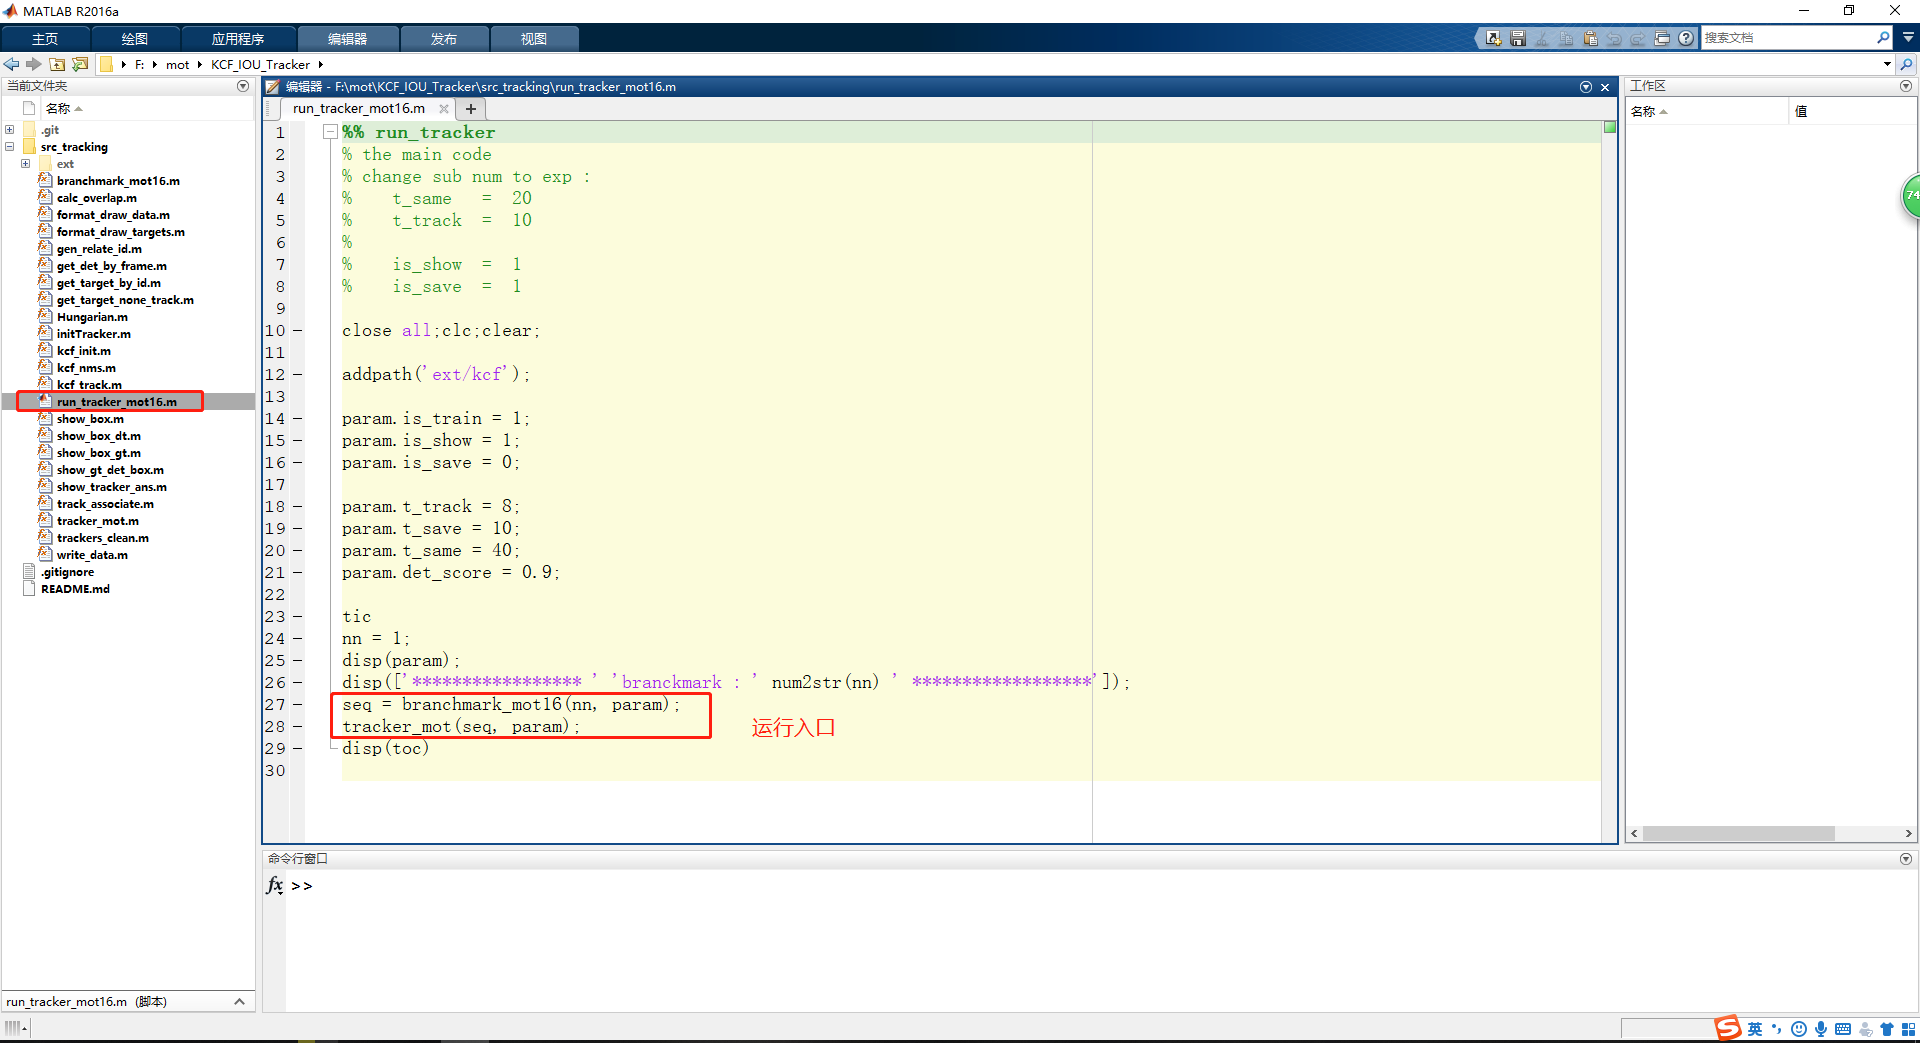 MATLAB R2016a
主页
绘图
应用程序
编辑器
发布
视图
搜索文档
F:
mot
KCF_IOU_Tracker
当前文件夹
名称
.git
src_tracking
ext
branchmark_mot16.m
calc_overlap.m
format_draw_data.m
format_draw_targets.m
gen_relate_id.m
get_det_by_frame.m
get_target_by_id.m
get_target_none_track.m
Hungarian.m
initTracker.m
kcf_init.m
kcf_nms.m
kcf_track.m
run_tracker_mot16.m
show_box.m
show_box_dt.m
show_box_gt.m
show_gt_det_box.m
show_tracker_ans.m
track_associate.m
tracker_mot.m
trackers_clean.m
write_data.m
.gitignore
README.md
run_tracker_mot16.m (脚本)
编辑器 - F:\mot\KCF_IOU_Tracker\src_tracking\run_tracker_mot16.m
run_tracker_mot16.m
1 %% run_tracker
2 % the main code
3 % change sub num to exp :
4 % t_same = 20
5 % t_track = 10
6 %
7 % is_show = 1
8 % is_save = 1
9
10 close all;clc;clear;
11
12 addpath('ext/kcf');
13
14 param.is_train = 1;
15 param.is_show = 1;
16 param.is_save = 0;
17
18 param.t_track = 8;
19 param.t_save = 10;
20 param.t_same = 40;
21 param.det_score = 0.9;
22
23 tic
24 nn = 1;
25 disp(param);
26 disp(['***************** ' 'branckmark : ' num2str(nn) ' ******************']);
27 seq = branchmark_mot16(nn, param);
28 tracker_mot(seq, param);
29 disp(toc)
30
运行入口
工作区
名称
值
74
命令行窗口
fx >>
英